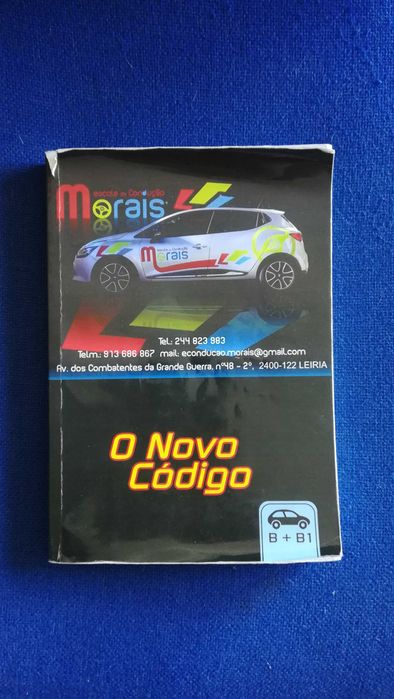 escola de Condução
Morais
escola de Condução
Morais
Tel.: 244 823 983
Telm.: 913 686 867 mail: econducao.morais@gmail.com
Av. dos Combatentes da Grande Guerra, nº48 - 2º, 2400-122 LEIRIA
O Novo
Código
B + B1